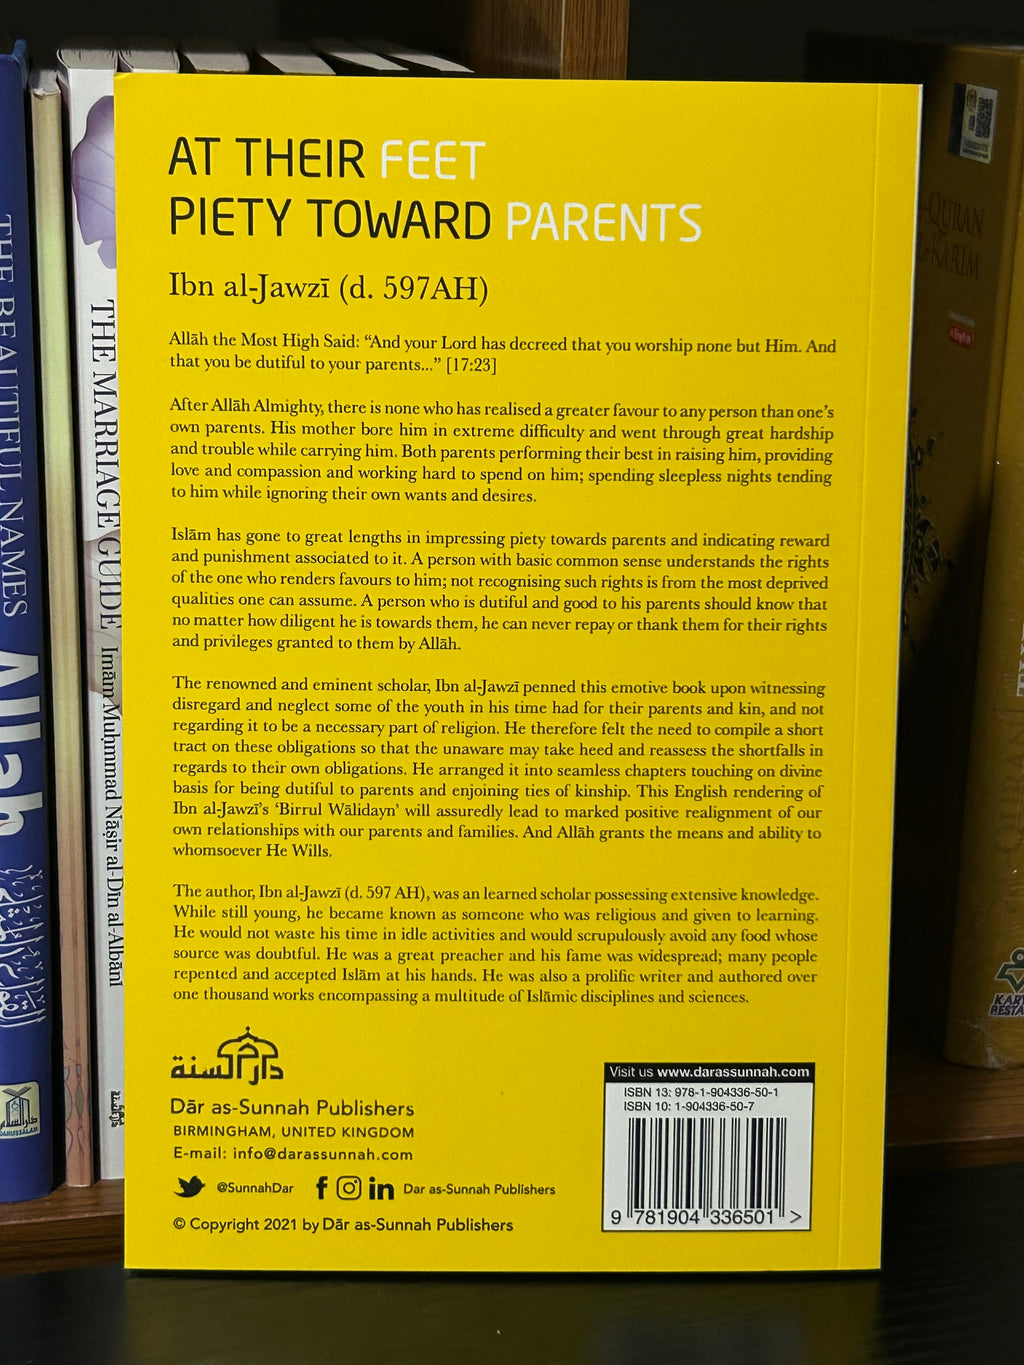 AT THEIR FEET
PIETY TOWARD PARENTS
Ibn al-Jawzī (d. 597AH)
Allāh the Most High Said: “And your Lord has decreed that you worship none but Him. And
that you be dutiful to your parents...” [17:23]
After Allāh Almighty, there is none who has realised a greater favour to any person than one’s
own parents. His mother bore him in extreme difficulty and went through great hardship
and trouble while carrying him. Both parents performing their best in raising him, providing
love and compassion and working hard to spend on him; spending sleepless nights tending
to him while ignoring their own wants and desires.
Islām has gone to great lengths in impressing piety towards parents and indicating reward
and punishment associated to it. A person with basic common sense understands the rights
of the one who renders favours to him; not recognising such rights is from the most deprived
qualities one can assume. A person who is dutiful and good to his parents should know that
no matter how diligent he is towards them, he can never repay or thank them for their rights
and privileges granted to them by Allāh.
The renowned and eminent scholar, Ibn al-Jawzī penned this emotive book upon witnessing
disregard and neglect some of the youth in his time had for their parents and kin, and not
regarding it to be a necessary part of religion. He therefore felt the need to compile a short
tract on these obligations so that the unaware may take heed and reassess the shortfalls in
regards to their own obligations. He arranged it into seamless chapters touching on divine
basis for being dutiful to parents and enjoining ties of kinship. This English rendering of
Ibn al-Jawzī’s ‘Birrul Wālidayn’ will assuredly lead to marked positive realignment of our
own relationships with our parents and families. And Allāh grants the means and ability to
whomsoever He Wills.
The author, Ibn al-Jawzī (d. 597 AH), was an learned scholar possessing extensive knowledge.
While still young, he became known as someone who was religious and given to learning.
He would not waste his time in idle activities and would scrupulously avoid any food whose
source was doubtful. He was a great preacher and his fame was widespread; many people
repented and accepted Islām at his hands. He was also a prolific writer and authored over
one thousand works encompassing a multitude of Islāmic disciplines and sciences.
دار السنة
Dār as-Sunnah Publishers
BIRMINGHAM, UNITED KINGDOM
E-mail: info@darassunnah.com
@SunnahDar
Dar as-Sunnah Publishers
© Copyright 2021 by Dār as-Sunnah Publishers
Visit us www.darassunnah.com
ISBN 13: 978-1-904336-50-1
ISBN 10: 1-904336-50-7
9 781904 336501 >
THE BEAUTIFUL NAMES
Allah
DARUSSALAM
THE MARRIAGE GUIDE
Imām Muḥmmad Nāṣir al-Dīn al-Albānī
QURAN
KARIM